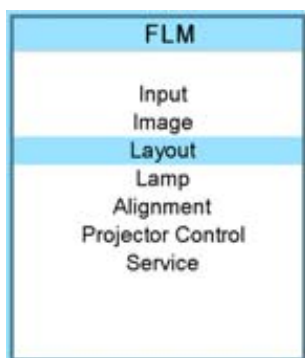 FLM
Input
Image
Layout
Lamp
Alignment
Projector Control
Service